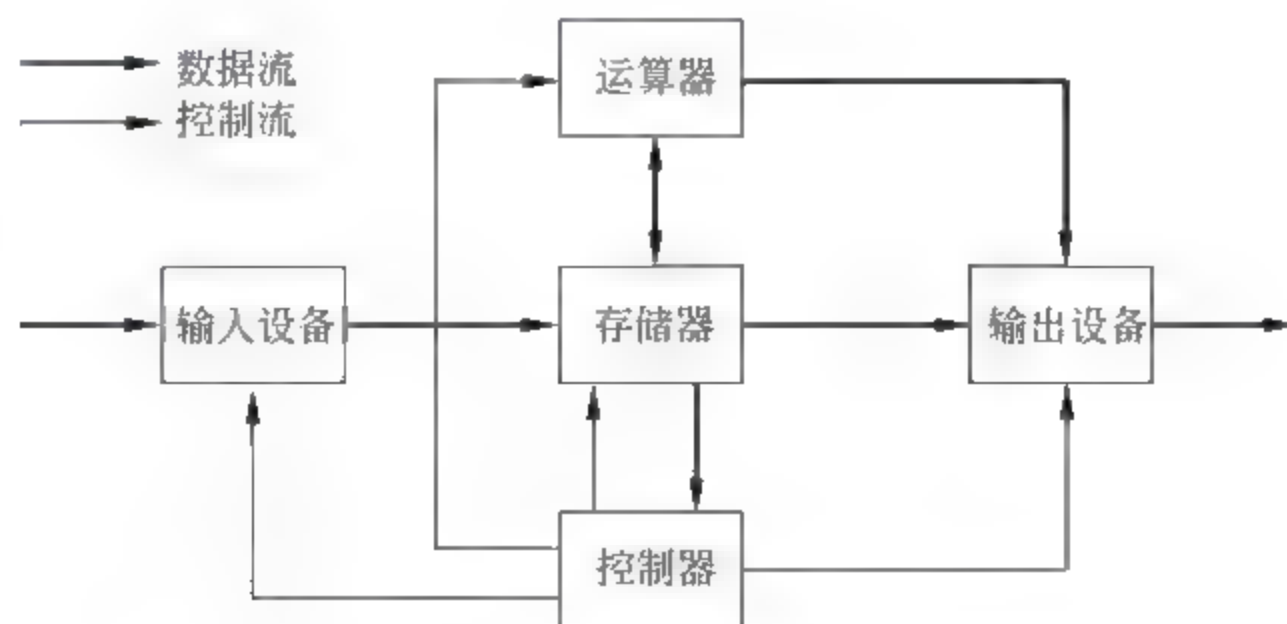 数据流
控制流
运算器
输入设备
存储器
输出设备
控制器